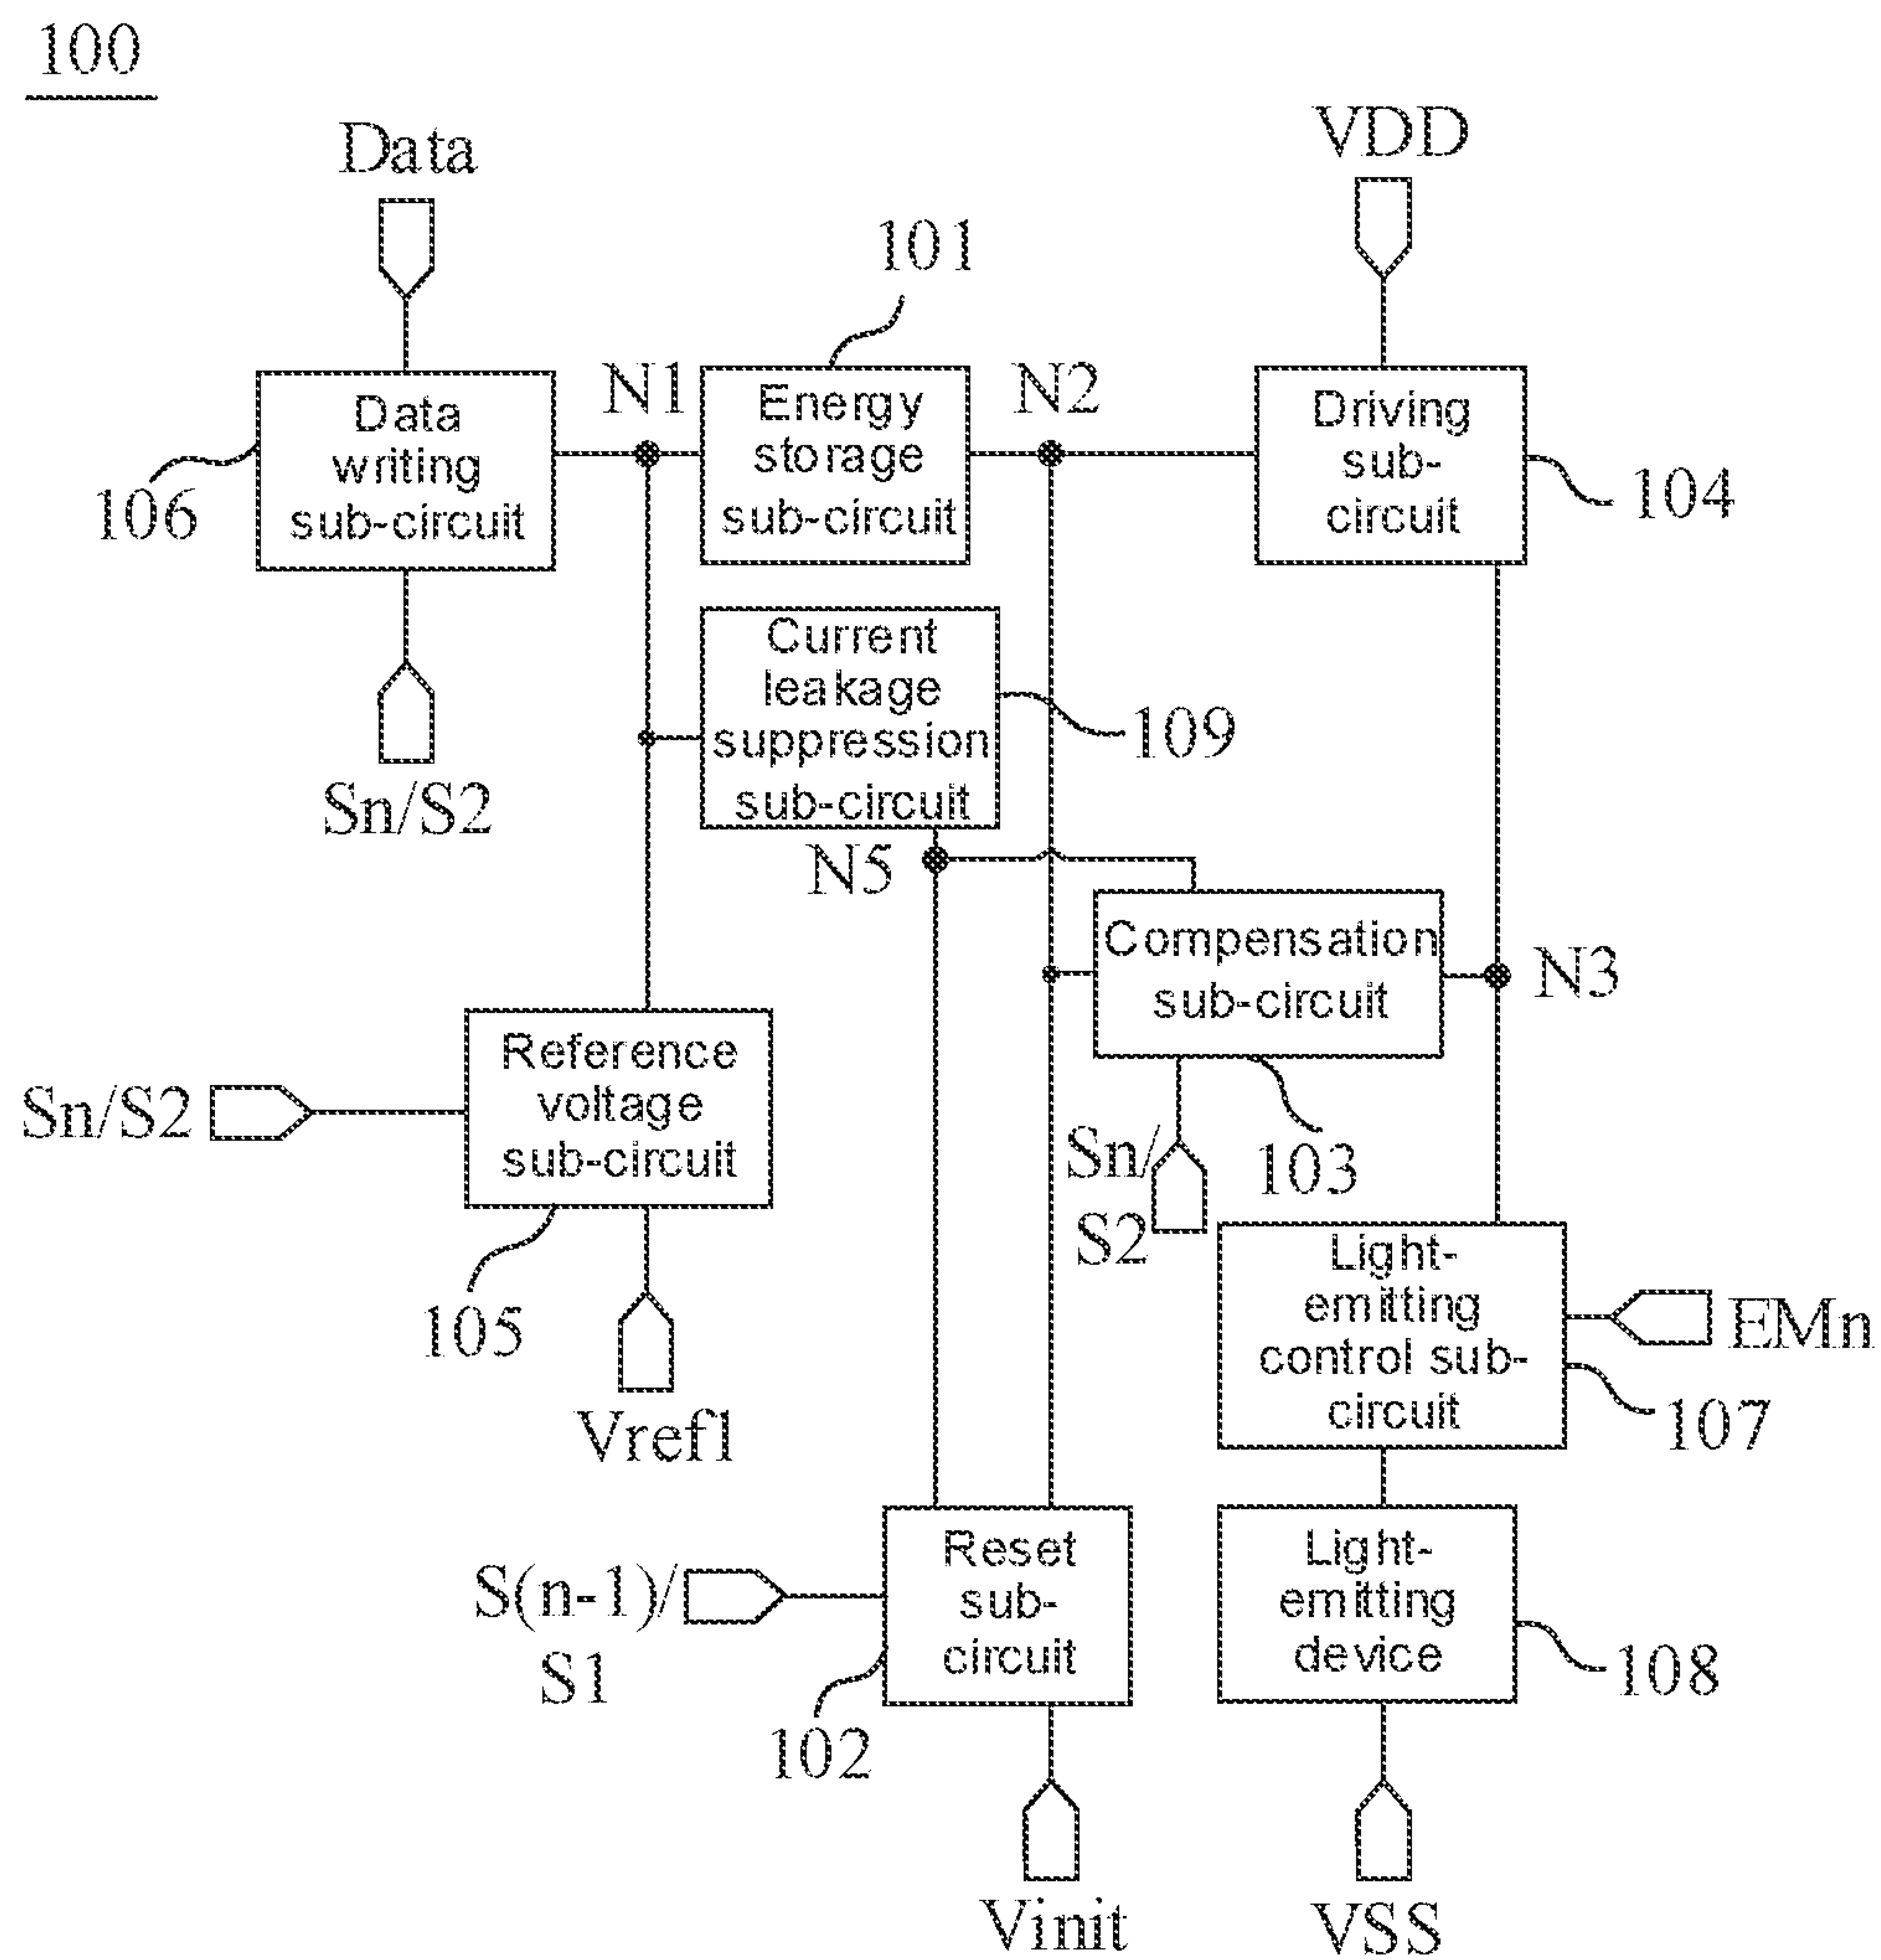 100
Data
VDD
101
Data
writing
sub-circuit
N1
Energy
storage
sub-circuit
N2
Driving
sub-
circuit
106
104
Current
leakage
suppression
sub-circuit
109
Sn/S2
N5
Compensation
sub-circuit
N3
Reference
voltage
sub-circuit
Sn/S2
Sn/
S2
103
105
Light-
emitting
control sub-
circuit
EMn
107
Vref1
Reset
sub-
circuit
S(n-1)/
S1
102
Light-
emitting
device
108
Vinit
VSS